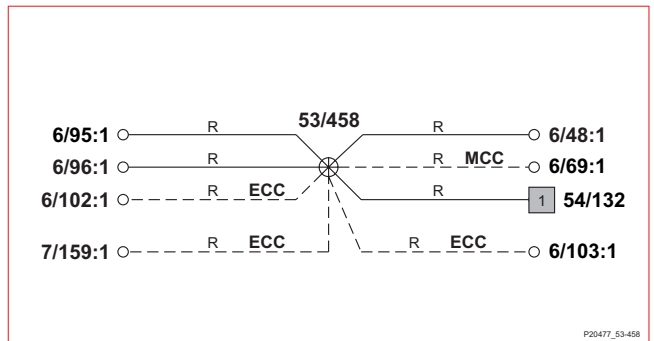 53/458
6/95:1 R R 6/48:1
6/96:1 R R MCC 6/69:1
6/102:1 R ECC R 1 54/132
7/159:1 R ECC R ECC 6/103:1
P20477_53-458